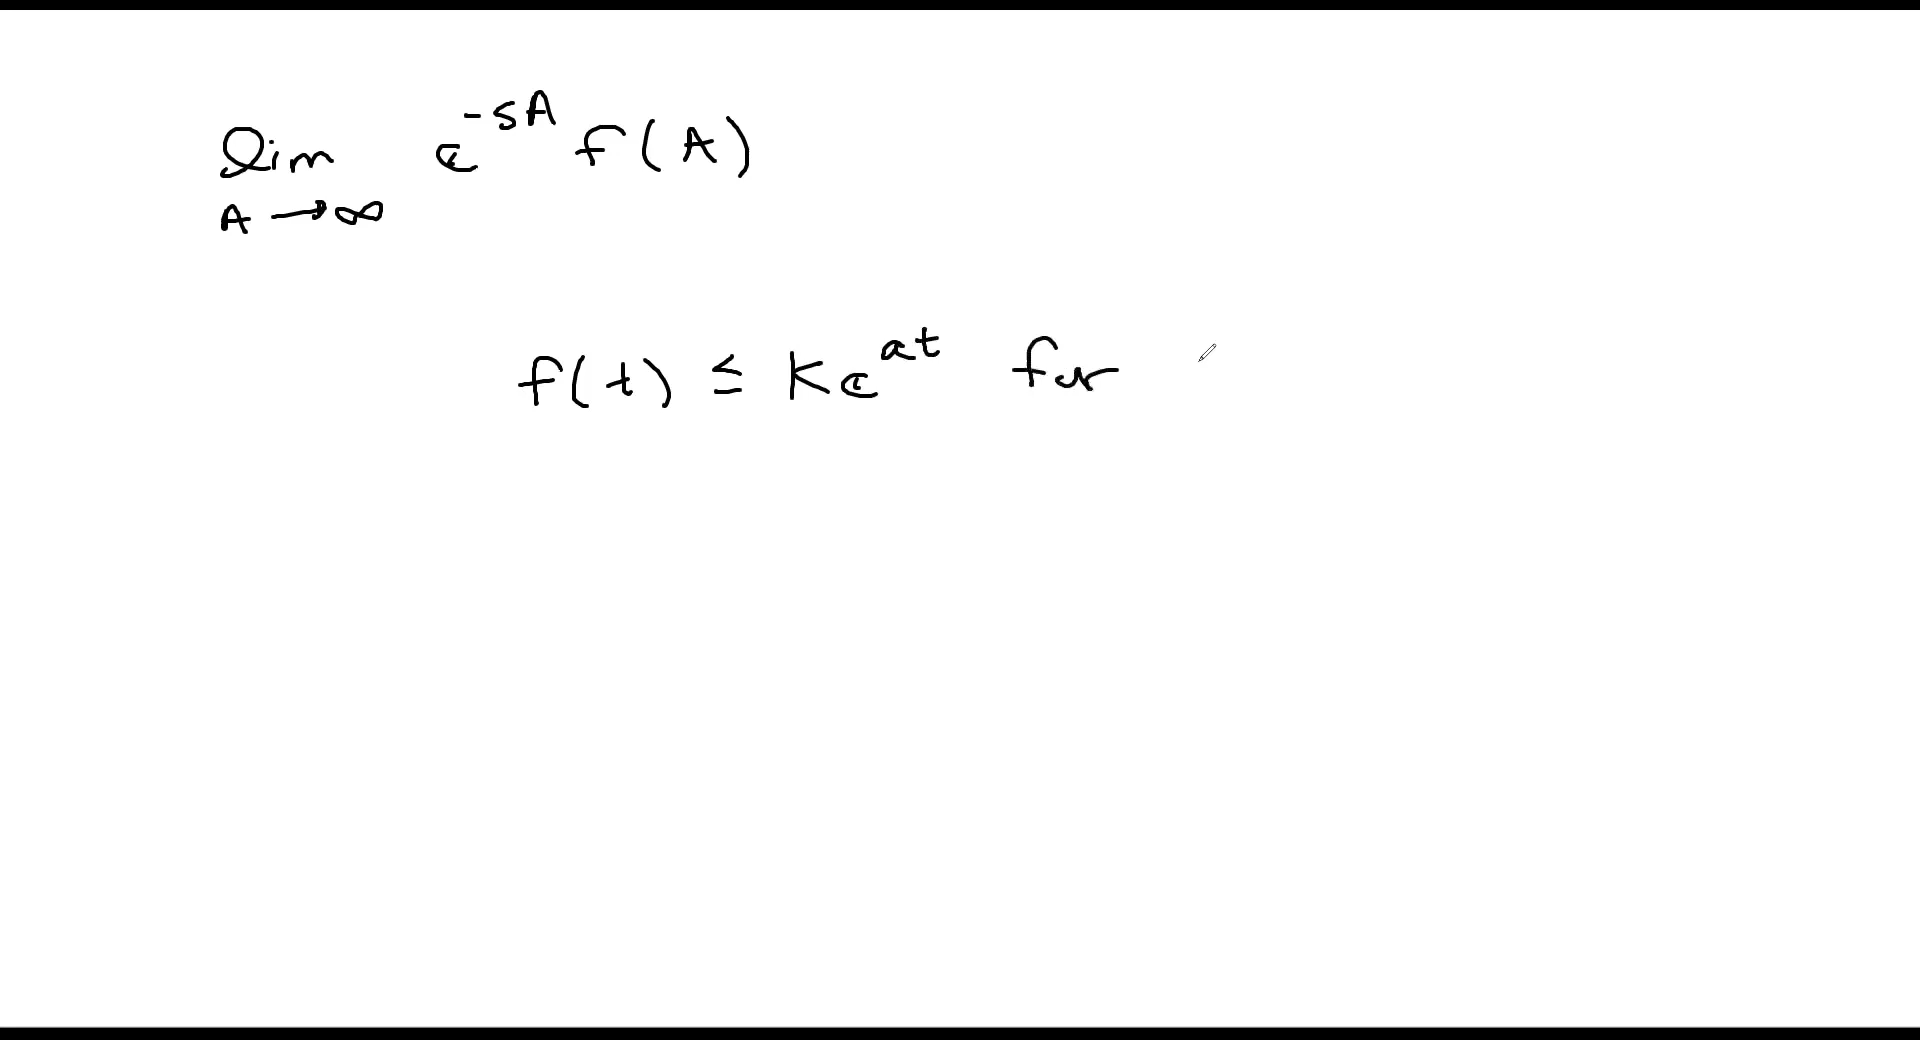 lim e^{-sA} f(A)
A → ∞
f(t) ≤ Ke^{at} for